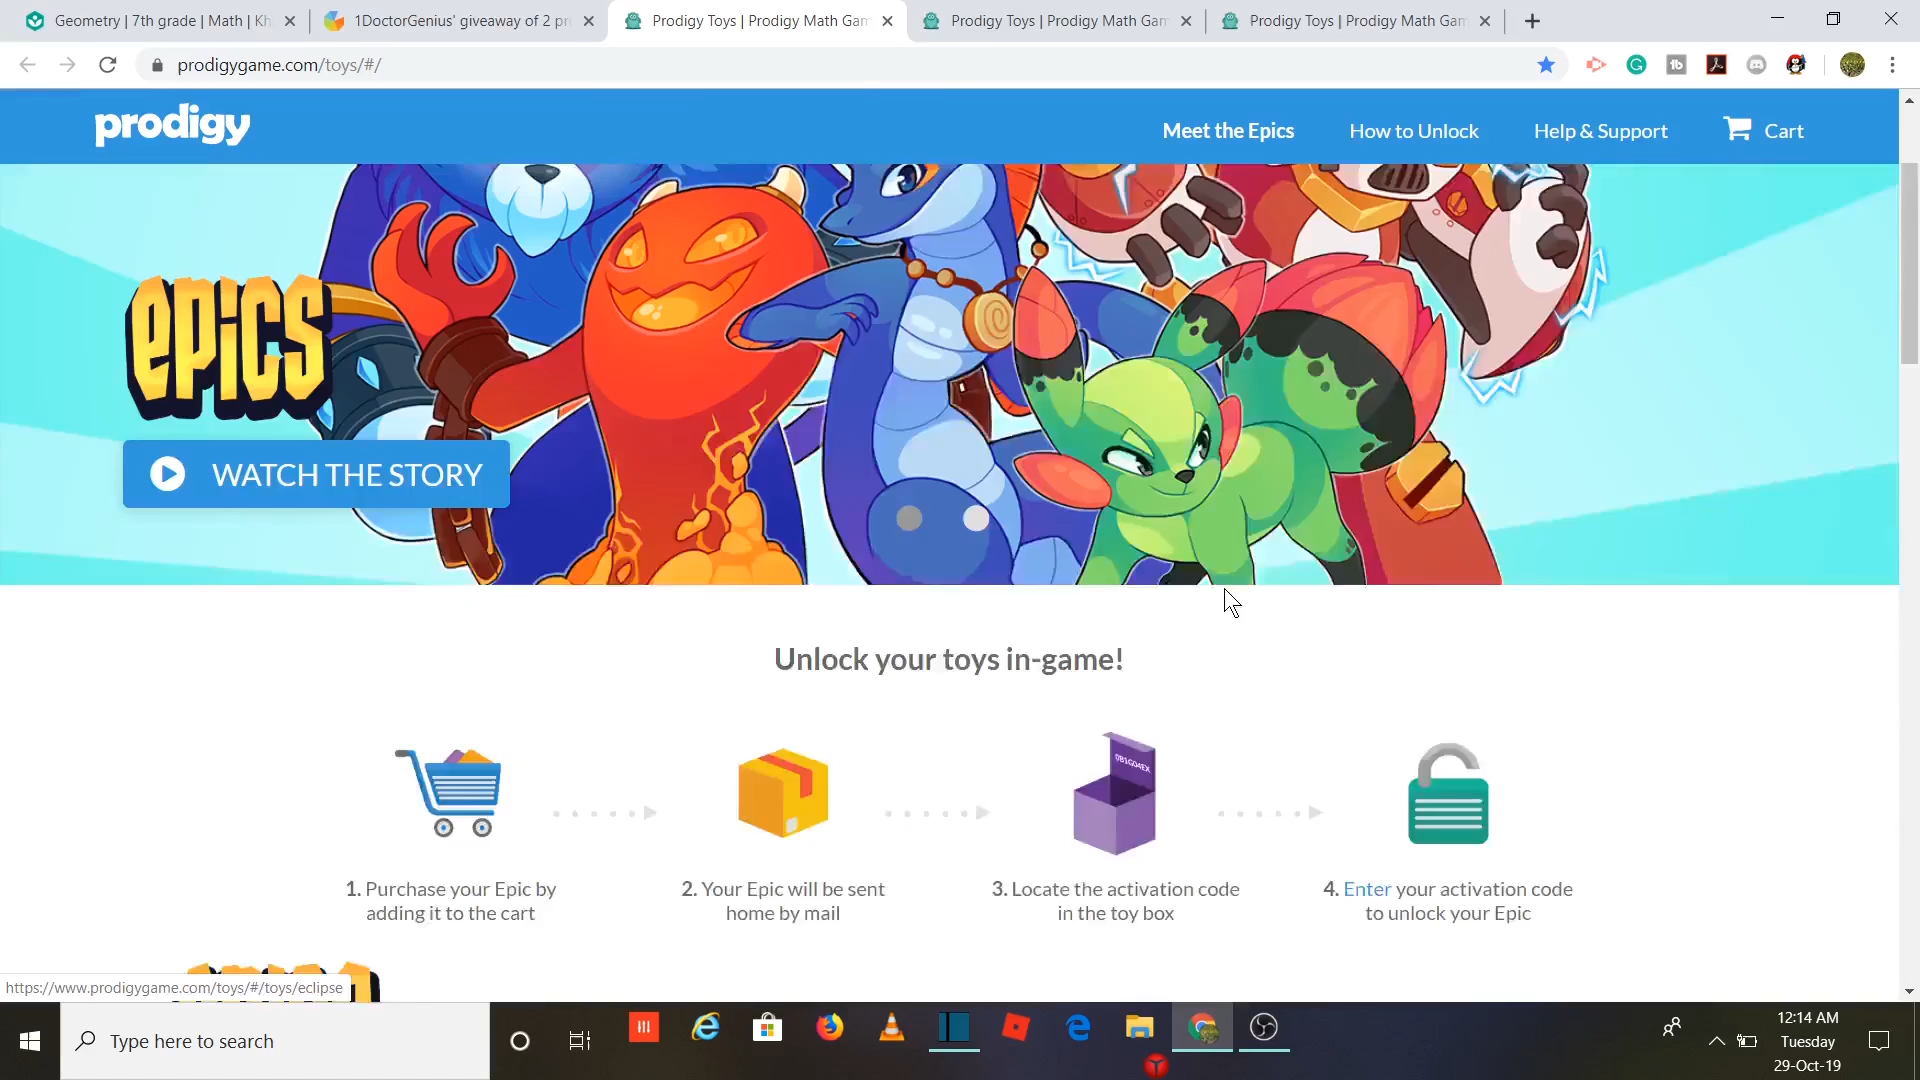 Geometry | 7th grade | Math | Kh
1DoctorGenius' giveaway of 2 pr
Prodigy Toys | Prodigy Math Gam
Prodigy Toys | Prodigy Math Gam
Prodigy Toys | Prodigy Math Gam
prodigygame.com/toys/#/
prodigy
Meet the Epics
How to Unlock
Help & Support
Cart
EPICS
WATCH THE STORY
Unlock your toys in-game!
1. Purchase your Epic by
adding it to the cart
2. Your Epic will be sent
home by mail
3. Locate the activation code
in the toy box
4. Enter your activation code
to unlock your Epic
https://www.prodigygame.com/toys/#/toys/eclipse
Type here to search
12:14 AM
Tuesday
29-Oct-19